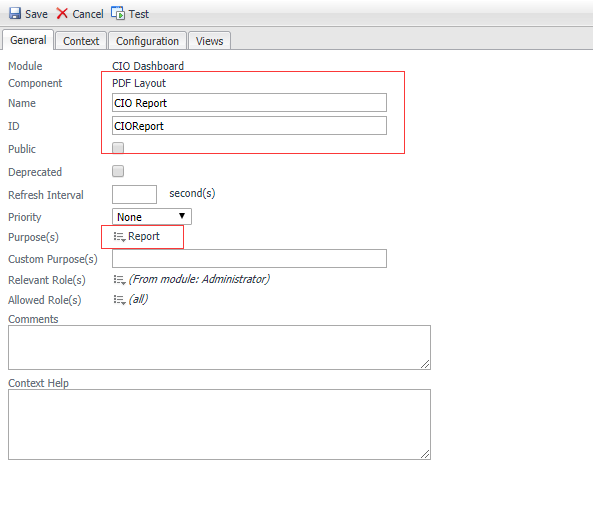 Save Cancel Test
General Context Configuration Views
Module CIO Dashboard
Component PDF Layout
Name CIO Report
ID CIOReport
Public
Deprecated
Refresh Interval second(s)
Priority None
Purpose(s) Report
Custom Purpose(s)
Relevant Role(s) (From module: Administrator)
Allowed Role(s) (all)
Comments
Context Help